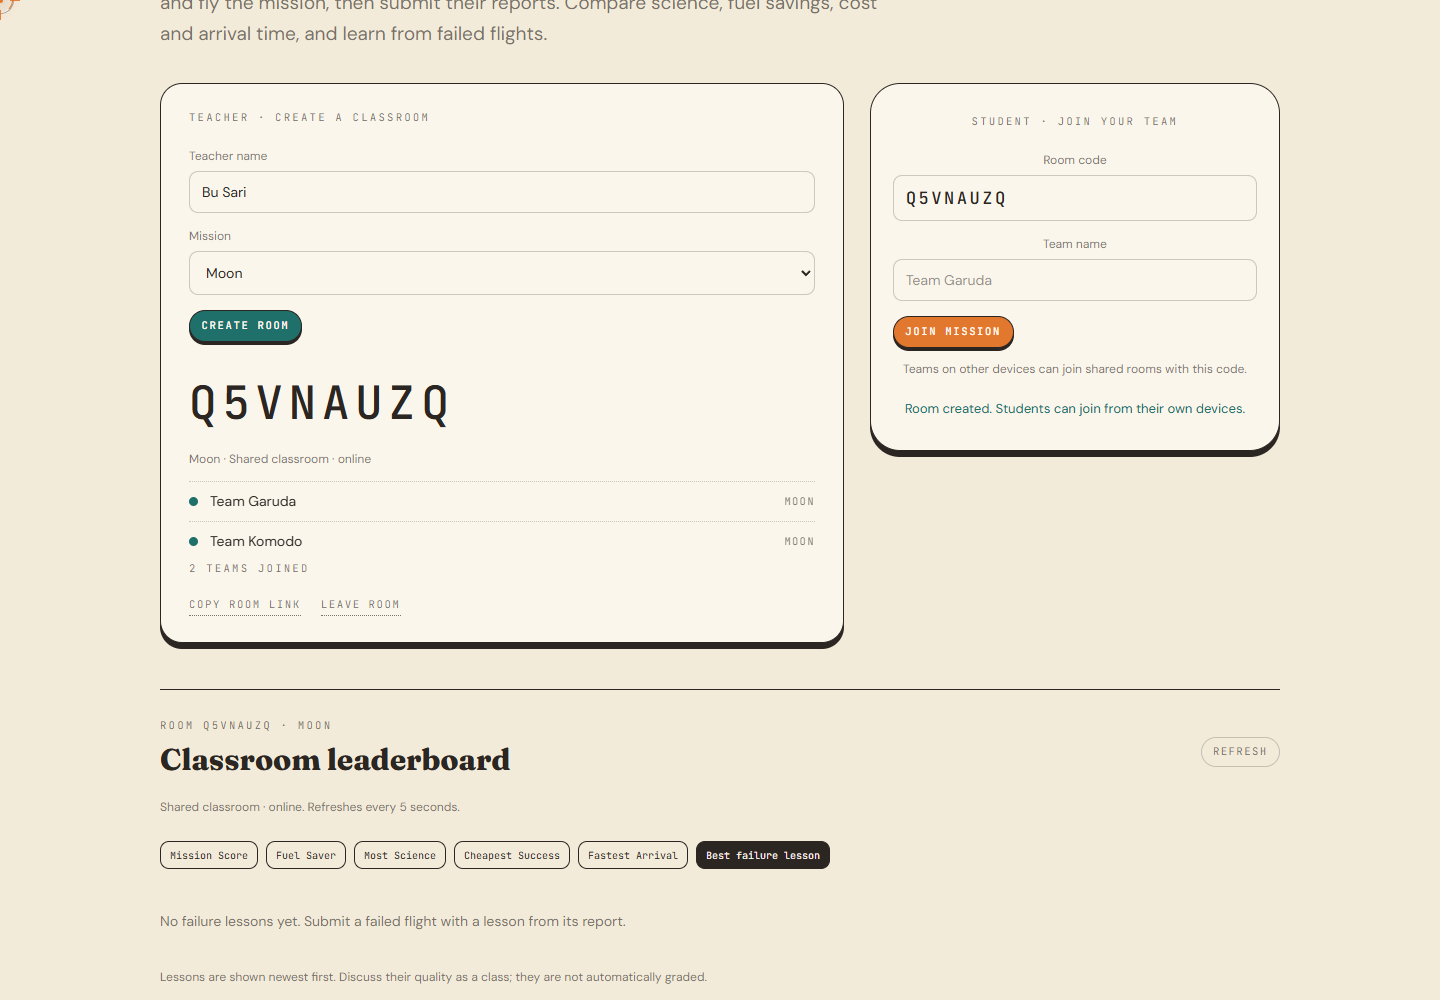 and fly the mission, then submit their reports. Compare science, fuel savings, cost
and arrival time, and learn from failed flights.
TEACHER · CREATE A CLASSROOM
Teacher name
Bu Sari
Mission
Moon
CREATE ROOM
Q5VNAUZQ
Moon · Shared classroom · online
Team Garuda MOON
Team Komodo MOON
2 TEAMS JOINED
COPY ROOM LINK LEAVE ROOM
STUDENT · JOIN YOUR TEAM
Room code
Q5VNAUZQ
Team name
Team Garuda
JOIN MISSION
Teams on other devices can join shared rooms with this code.
Room created. Students can join from their own devices.
ROOM Q5VNAUZQ · MOON
Classroom leaderboard
REFRESH
Shared classroom · online. Refreshes every 5 seconds.
Mission Score Fuel Saver Most Science Cheapest Success Fastest Arrival Best failure lesson
No failure lessons yet. Submit a failed flight with a lesson from its report.
Lessons are shown newest first. Discuss their quality as a class; they are not automatically graded.